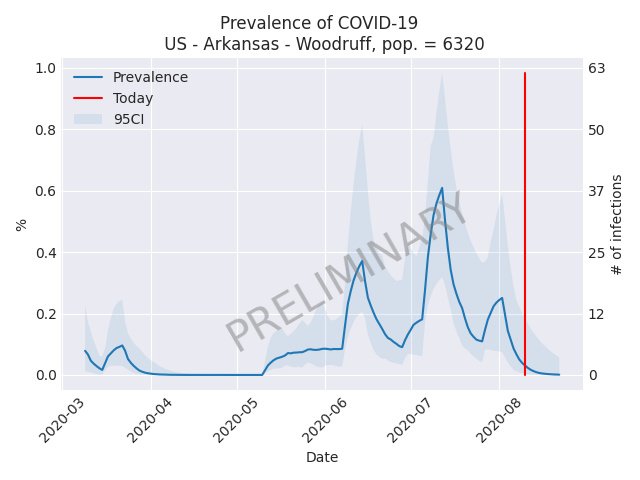 Prevalence of COVID-19
US - Arkansas - Woodruff, pop. = 6320
Prevalence
Today
95CI
1.0
0.8
0.6
0.4
0.2
0.0
%
63
50
37
25
12
0
# of infections
PRELIMINARY
2020-03
2020-04
2020-05
2020-06
2020-07
2020-08
Date